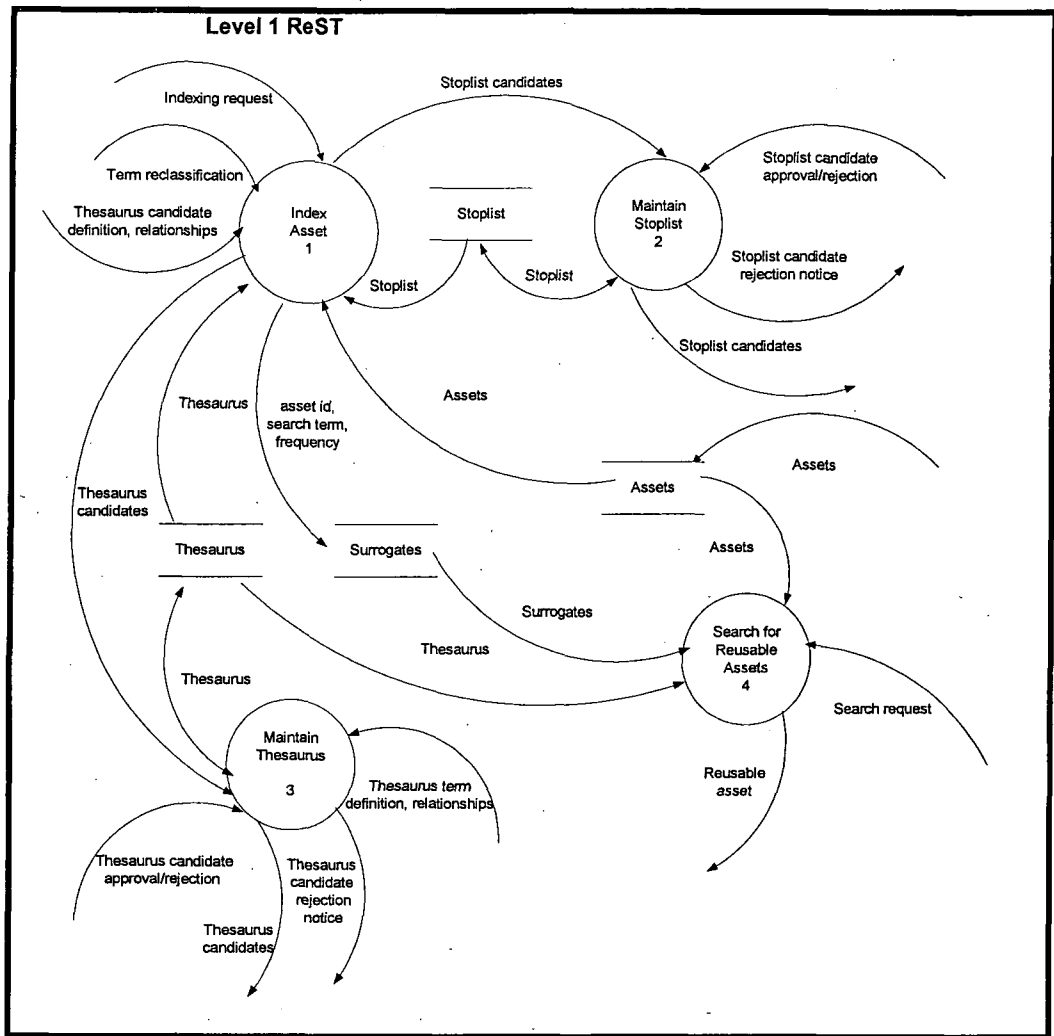 Level 1 ReST
Indexing request
Stoplist candidates
Term reclassification
Thesaurus candidate
definition, relationships
Index
Asset
1
Stoplist
Maintain
Stoplist
2
Stoplist candidate
approval/rejection
Stoplist candidate
rejection notice
Stoplist
Stoplist
Stoplist candidates
Thesaurus
asset id,
search term,
frequency
Assets
Assets
Assets
Thesaurus
candidates
Thesaurus
Surrogates
Assets
Surrogates
Thesaurus
Search for
Reusable
Assets
4
Search request
Thesaurus
Maintain
Thesaurus
3
Thesaurus term
definition, relationships
Reusable
asset
Thesaurus candidate
approval/rejection
Thesaurus
candidate
rejection
notice
Thesaurus
candidates